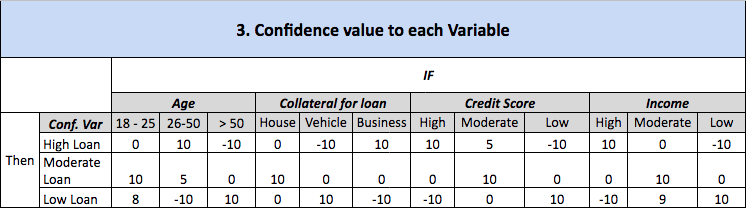 3. Confidence value to each Variable
IF
Age Collateral for loan Credit Score Income
Conf. Var 18 - 25 26-50 > 50 House Vehicle Business High Moderate Low High Moderate Low
Then
High Loan 0 10 -10 0 -10 10 10 5 -10 10 0 -10
Moderate
Loan 10 5 0 10 0 0 0 10 0 0 10 0
Low Loan 8 -10 10 0 10 -10 -10 0 10 -10 9 10